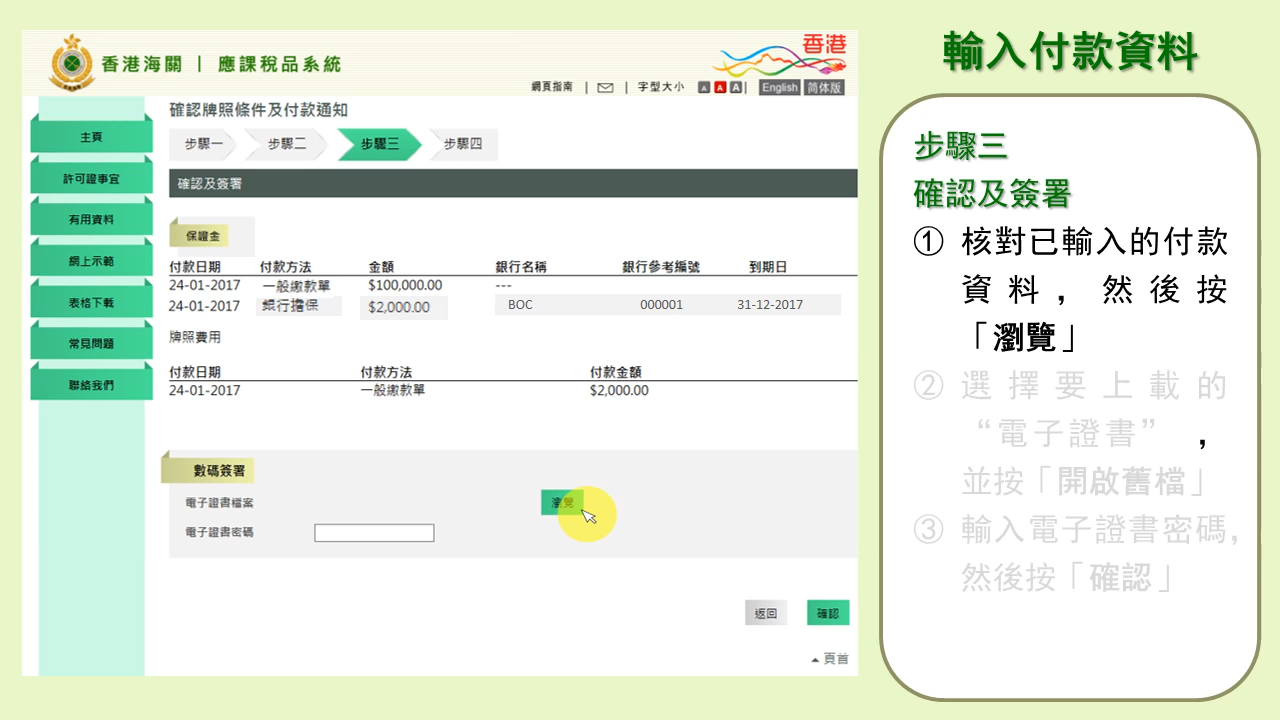 香港海關 | 應課稅品系統
香港
網頁指南 | | 字型大小 A A A | English 简体版
主頁
許可證事宜
有用資料
網上示範
表格下載
常見問題
聯絡我們
確認牌照條件及付款通知
步驟一 步驟二 步驟三 步驟四
確認及簽署
保證金
付款日期 付款方法 金額 銀行名稱 銀行參考編號 到期日
24-01-2017 一般繳款單 $100,000.00 ---
24-01-2017 銀行擔保 $2,000.00 BOC 000001 31-12-2017
牌照費用
付款日期 付款方法 付款金額
24-01-2017 一般繳款單 $2,000.00
數碼簽署
電子證書檔案 瀏覽
電子證書密碼
返回 確認
頁首
輸入付款資料
步驟三
確認及簽署
① 核對已輸入的付款
資料，然後按
「瀏覽」
② 選擇要上載的
“電子證書”，
並按「開啟舊檔」
③ 輸入電子證書密碼,
然後按「確認」